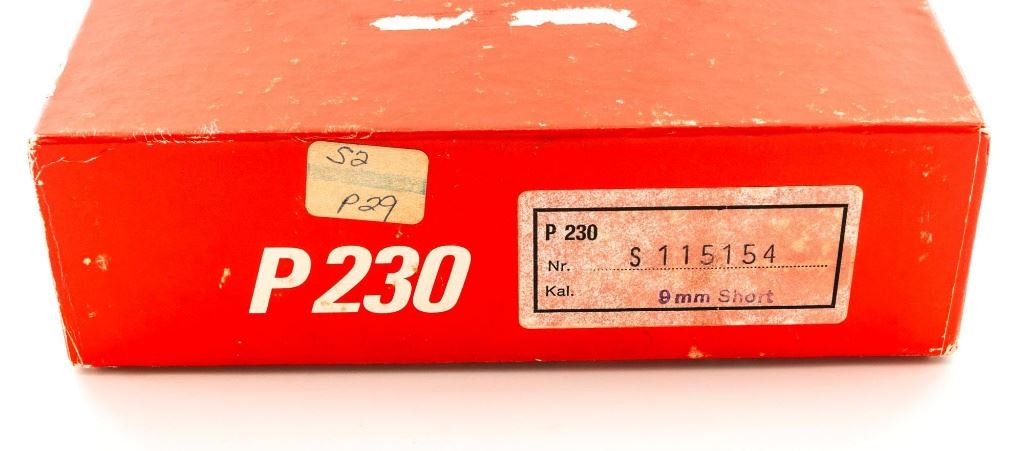 S2
P29
P 230
P 230
Nr. S 115154
Kal. 9mm Short